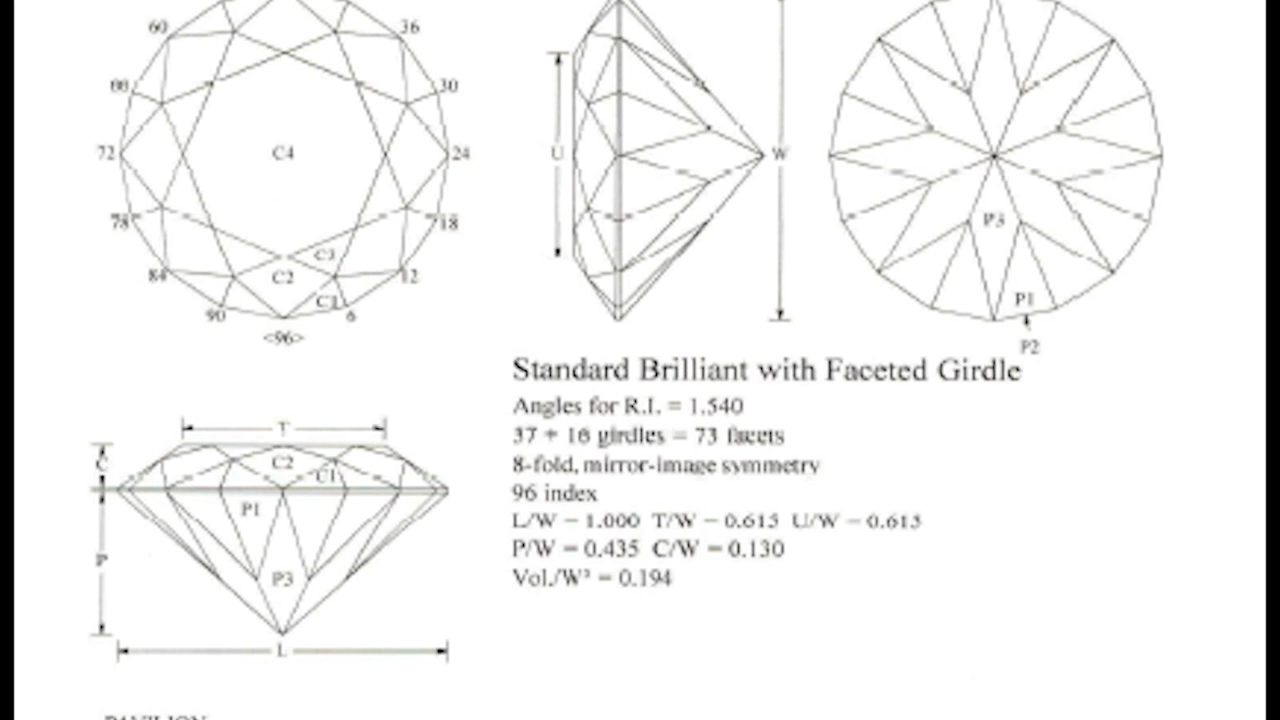 60
36
66
30
72
C4
24
78
18
84
C3
C2
12
C1
90
6
<96>
U
W
P3
P1
P2
Standard Brilliant with Faceted Girdle
Angles for R.I. = 1.540
37 + 16 girdles = 73 facets
8-fold, mirror-image symmetry
96 index
L/W = 1.000 T/W = 0.615 U/W = 0.615
P/W = 0.435 C/W = 0.130
Vol./W³ = 0.194
T
C
C2
C1
P1
P
P3
L
PAVILION